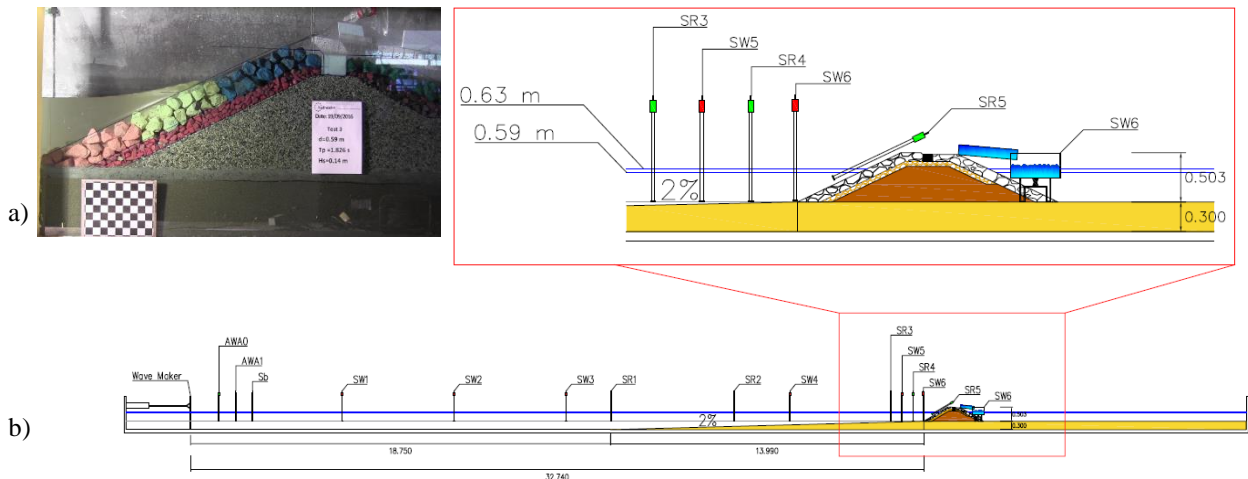 Date: 19/09/2016
Test 3
d=0.59 m
Tp =1.826 s
Hs=0.14 m
a)
SR3
SW5
SR4
SW6
SR5
SW6
0.63 m
0.59 m
2%
0.503
0.300
b)
Wave Maker
AWA0
AWA1
Sb
SW1
SW2
SW3
SR1
SR2
SW4
SR3
SW5
SR4
SW6
SR5
SW6
2%
0.503
0.300
18.750
13.990
32.740